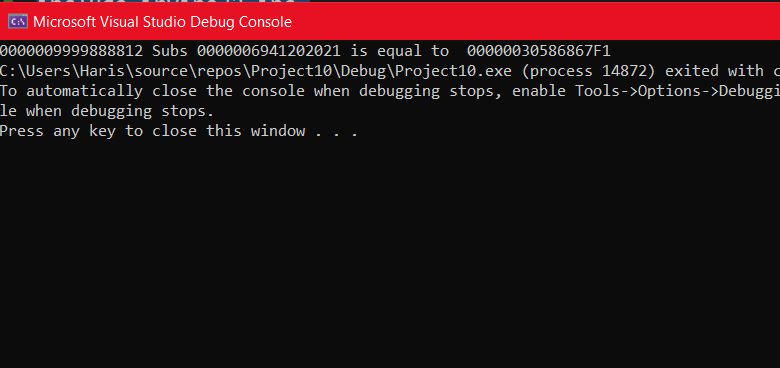 Microsoft Visual Studio Debug Console
0000009999888812 Subs 0000006941202021 is equal to  00000030586867F1
C:\Users\Haris\source\repos\Project10\Debug\Project10.exe (process 14872) exited with c
To automatically close the console when debugging stops, enable Tools->Options->Debuggi
le when debugging stops.
Press any key to close this window . . .